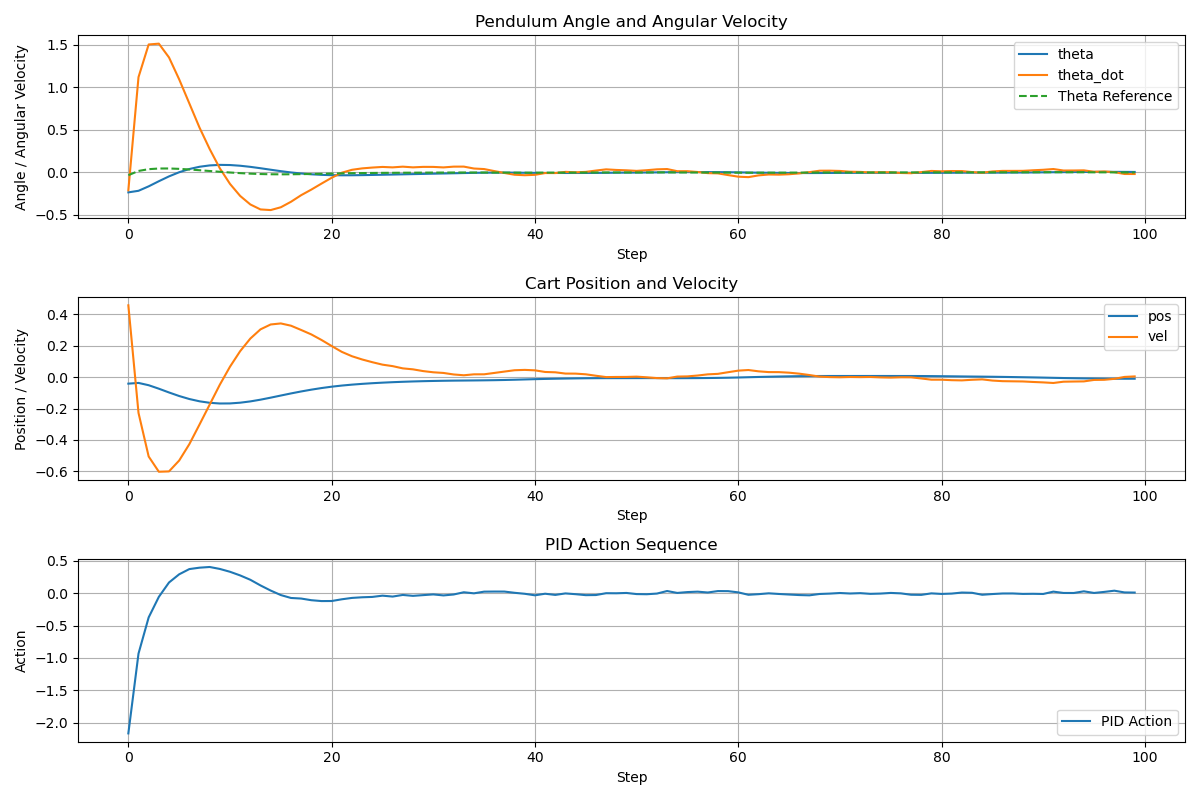 Pendulum Angle and Angular Velocity
Angle / Angular Velocity
1.5
1.0
0.5
0.0
−0.5
theta
theta_dot
Theta Reference
0 20 40 60 80 100
Step
Cart Position and Velocity
Position / Velocity
0.4
0.2
0.0
−0.2
−0.4
−0.6
pos
vel
0 20 40 60 80 100
Step
PID Action Sequence
Action
0.5
0.0
−0.5
−1.0
−1.5
−2.0
PID Action
0 20 40 60 80 100
Step